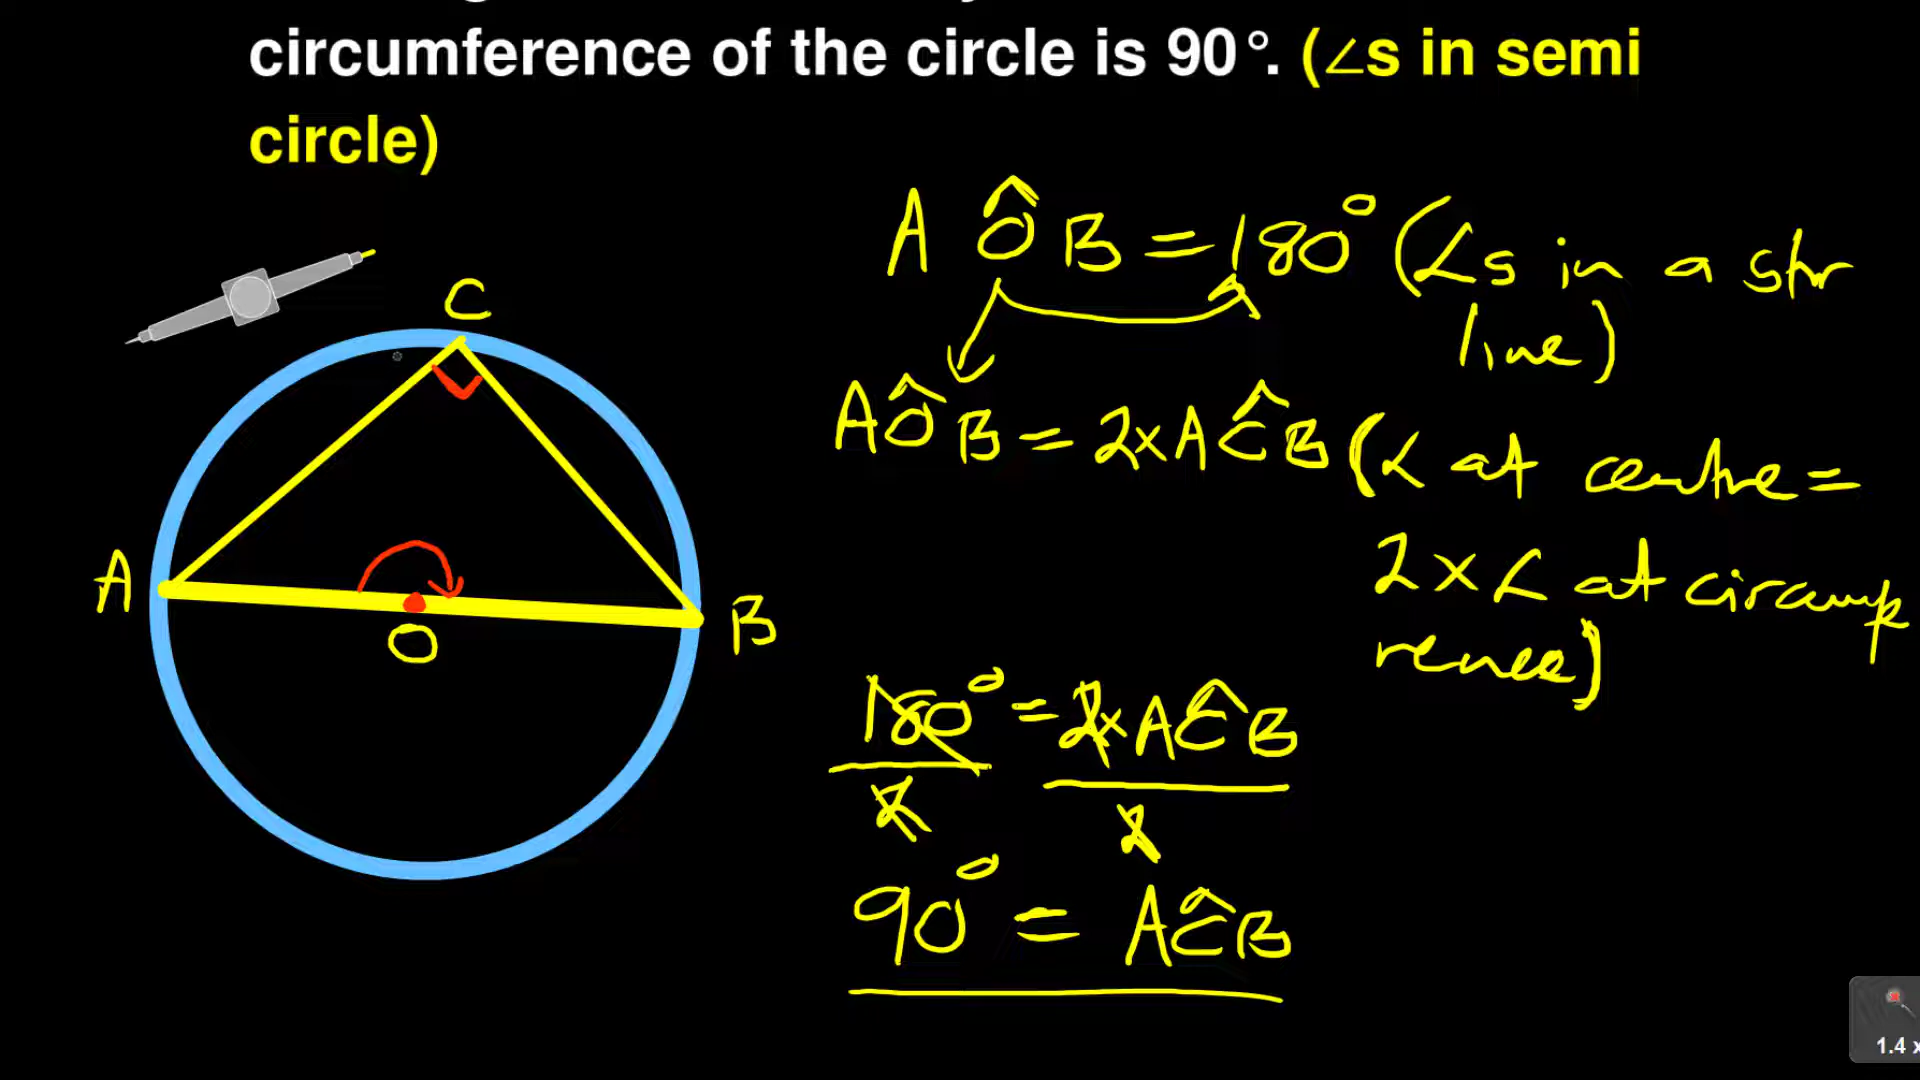 circumference of the circle is 90°. (∠s in semi
circle)
AÔB = 180° (∠s in a str
line)
C
AÔB = 2×AĈB (∠ at centre =
2×∠ at circumfe
rence)
A
O
B
180° = 2×AĈB
2 2
90° = AĈB
1.4 x